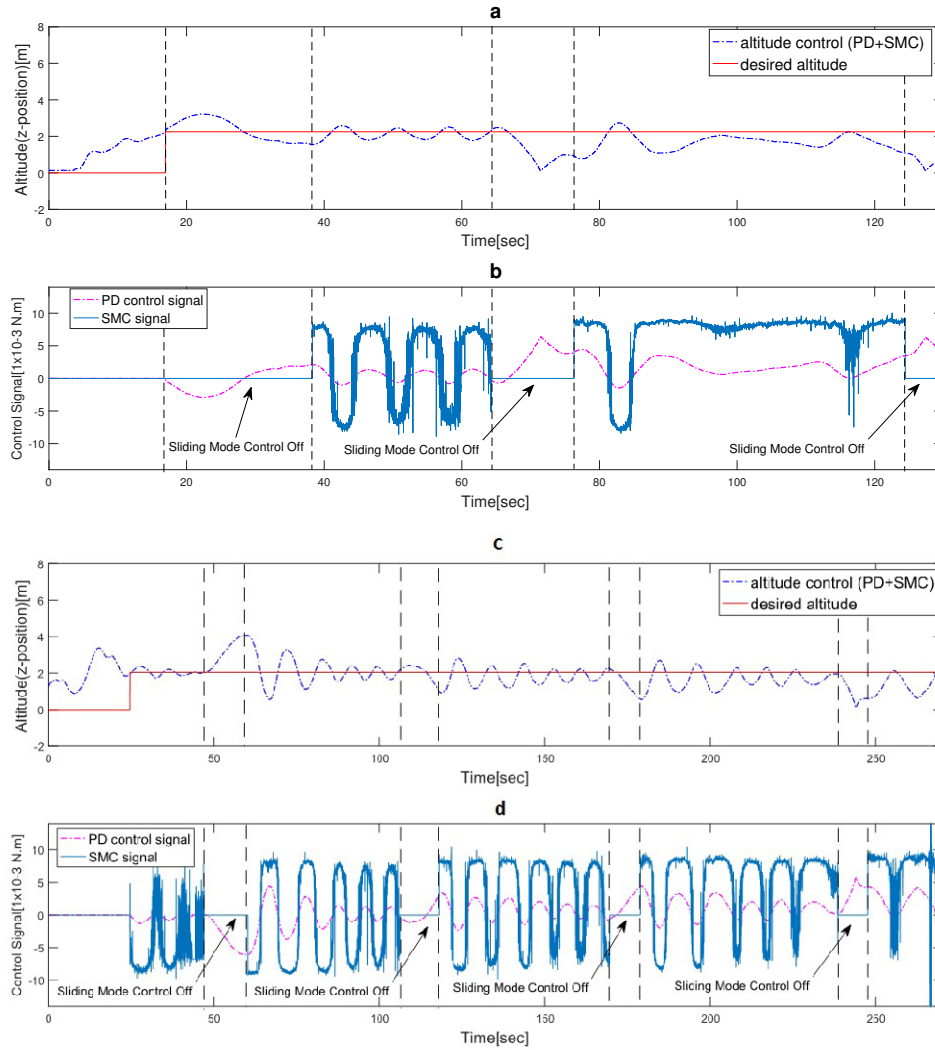 a
altitude control (PD+SMC)
desired altitude
Altitude(z-position)[m]
8
6
4
2
0
-2
0 20 40 60 80 100 120
Time[sec]
b
PD control signal
SMC signal
Control Signal[1x10-3 N.m]
10
5
0
-5
-10
Sliding Mode Control Off
Sliding Mode Control Off
Sliding Mode Control Off
0 20 40 60 80 100 120
Time[sec]
c
altitude control (PD+SMC)
desired altitude
Altitude(z-position)[m]
8
6
4
2
0
-2
0 50 100 150 200 250
Time[sec]
d
PD control signal
SMC signal
Control Signal[1x10-3 N.m]
10
5
0
-5
-10
Sliding Mode Control Off
Sliding Mode Control Off
Sliding Mode Control Off
Slicing Mode Control Off
0 50 100 150 200 250
Time[sec]